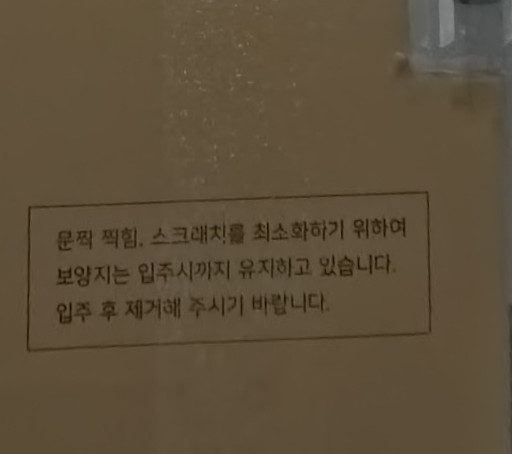 문짝 찍힘, 스크래치를 최소화하기 위하여
보양지는 입주시까지 유지하고 있습니다.
입주 후 제거해 주시기 바랍니다.